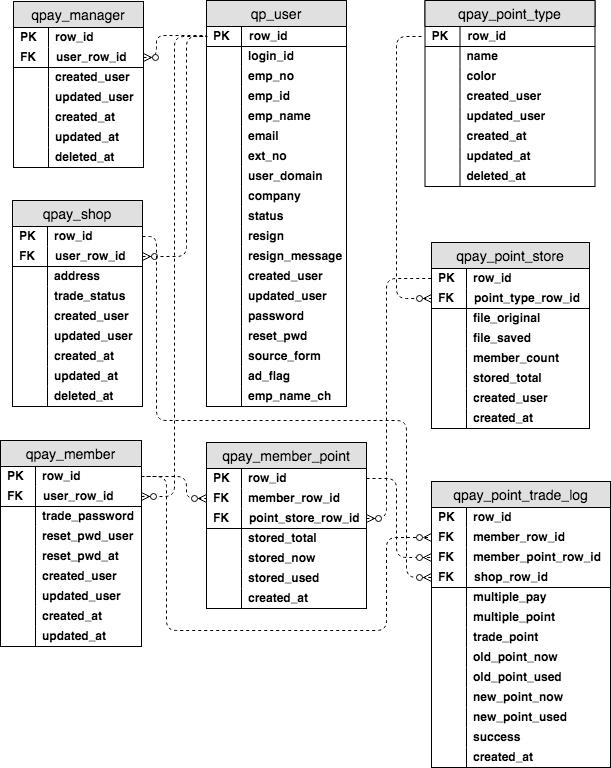 qpay_manager
PK row_id
FK user_row_id
created_user
updated_user
created_at
updated_at
deleted_at
qp_user
PK row_id
login_id
emp_no
emp_id
emp_name
email
ext_no
user_domain
company
status
resign
resign_message
created_user
updated_user
password
reset_pwd
source_form
ad_flag
emp_name_ch
qpay_point_type
PK row_id
name
color
created_user
updated_user
created_at
updated_at
deleted_at
qpay_shop
PK row_id
FK user_row_id
address
trade_status
created_user
updated_user
created_at
updated_at
deleted_at
qpay_point_store
PK row_id
FK point_type_row_id
file_original
file_saved
member_count
stored_total
created_user
created_at
qpay_member
PK row_id
FK user_row_id
trade_password
reset_pwd_user
reset_pwd_at
created_user
updated_user
created_at
updated_at
qpay_member_point
PK row_id
FK member_row_id
FK point_store_row_id
stored_total
stored_now
stored_used
created_at
qpay_point_trade_log
PK row_id
FK member_row_id
FK member_point_row_id
FK shop_row_id
multiple_pay
multiple_point
trade_point
old_point_now
old_point_used
new_point_now
new_point_used
success
created_at